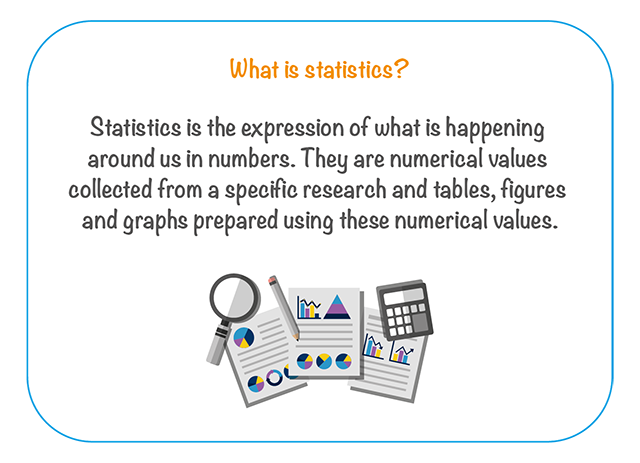 What is statistics?
Statistics is the expression of what is happening
around us in numbers. They are numerical values
collected from a specific research and tables, figures
and graphs prepared using these numerical values.